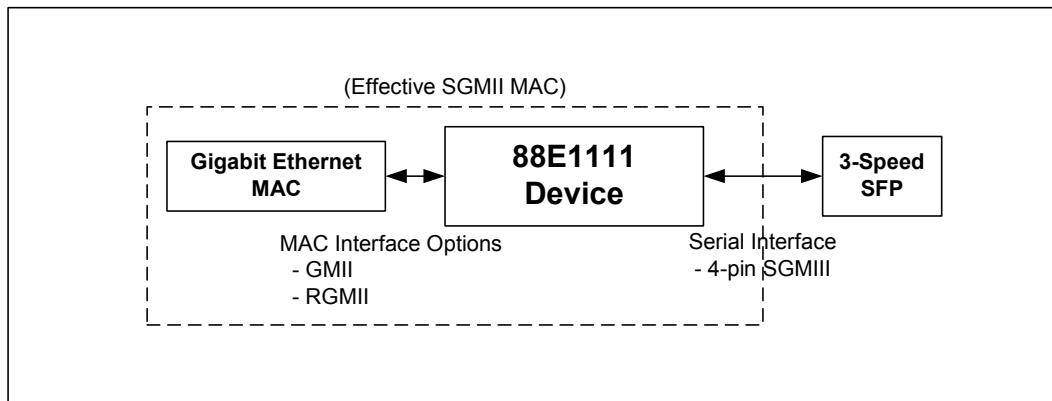 (Effective SGMII MAC)
Gigabit Ethernet
MAC
88E1111
Device
3-Speed
SFP
MAC Interface Options
- GMII
- RGMII
Serial Interface
- 4-pin SGMIII